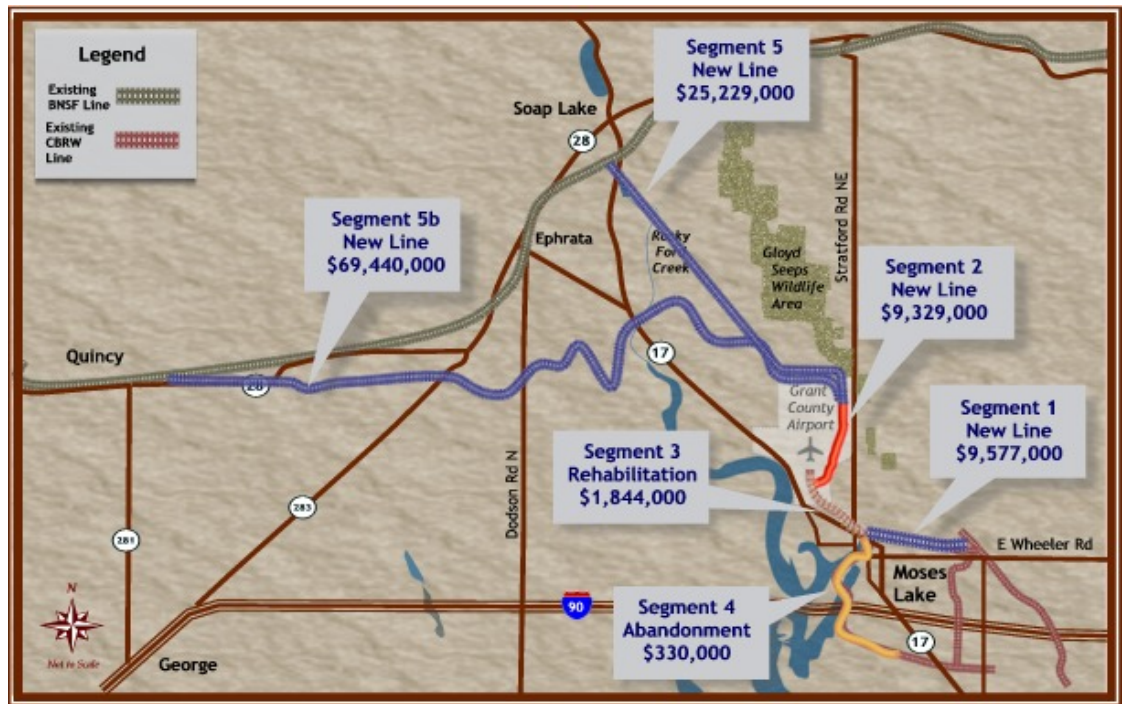 Legend
Existing
BNSF Line
Existing
CBRW
Line
Segment 5
New Line
$25,229,000
Soap Lake
28
Segment 5b
New Line
$69,440,000
Ephrata
Rocky
Ford
Creek
Gloyd
Seeps
Wildlife
Area
Stratford Rd NE
Segment 2
New Line
$9,329,000
Quincy
28
17
Grant
County
Airport
Segment 1
New Line
$9,577,000
Segment 3
Rehabilitation
$1,844,000
Dodson Rd N
283
281
E Wheeler Rd
Moses
Lake
Segment 4
Abandonment
$330,000
90
17
N
Not to Scale
George